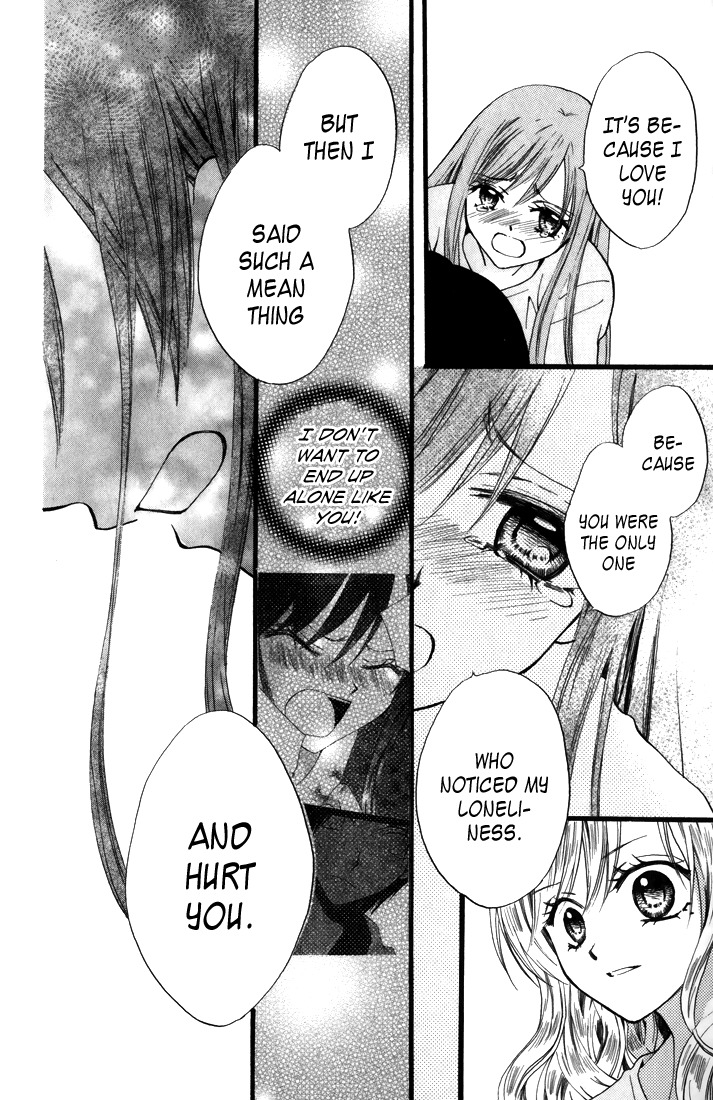 IT'S BE-
CAUSE I
LOVE
YOU!
BE-
CAUSE
YOU WERE
THE ONLY
ONE
WHO
NOTICED MY
LONELI-
NESS.
BUT
THEN I
SAID
SUCH A
MEAN
THING
I DON'T
WANT TO
END UP
ALONE LIKE
YOU!
AND
HURT
YOU.